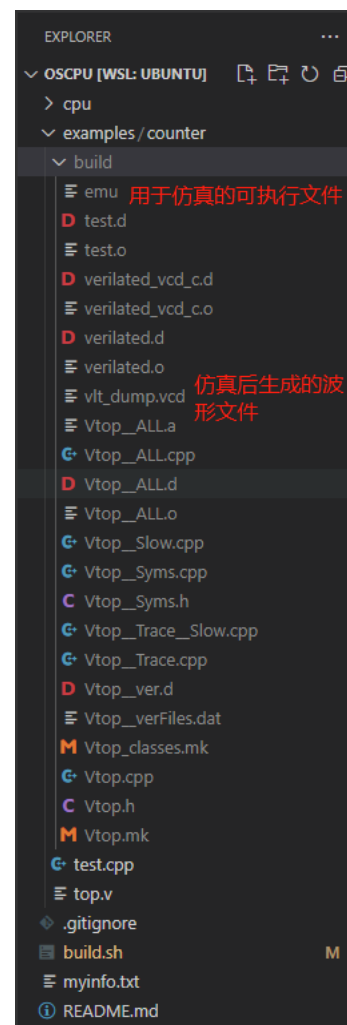 EXPLORER ...
OSCPU [WSL: UBUNTU]
cpu
examples/counter
build
emu 用于仿真的可执行文件
D test.d
test.o
D verilated_vcd_c.d
verilated_vcd_c.o
D verilated.d
verilated.o
仿真后生成的波
vlt_dump.vcd
形文件
Vtop__ALL.a
Vtop__ALL.cpp
D Vtop__ALL.d
Vtop__ALL.o
Vtop__Slow.cpp
Vtop__Syms.cpp
C Vtop__Syms.h
Vtop__Trace__Slow.cpp
Vtop__Trace.cpp
D Vtop__ver.d
Vtop__verFiles.dat
M Vtop_classes.mk
Vtop.cpp
C Vtop.h
M Vtop.mk
test.cpp
top.v
.gitignore
build.sh M
myinfo.txt
README.md